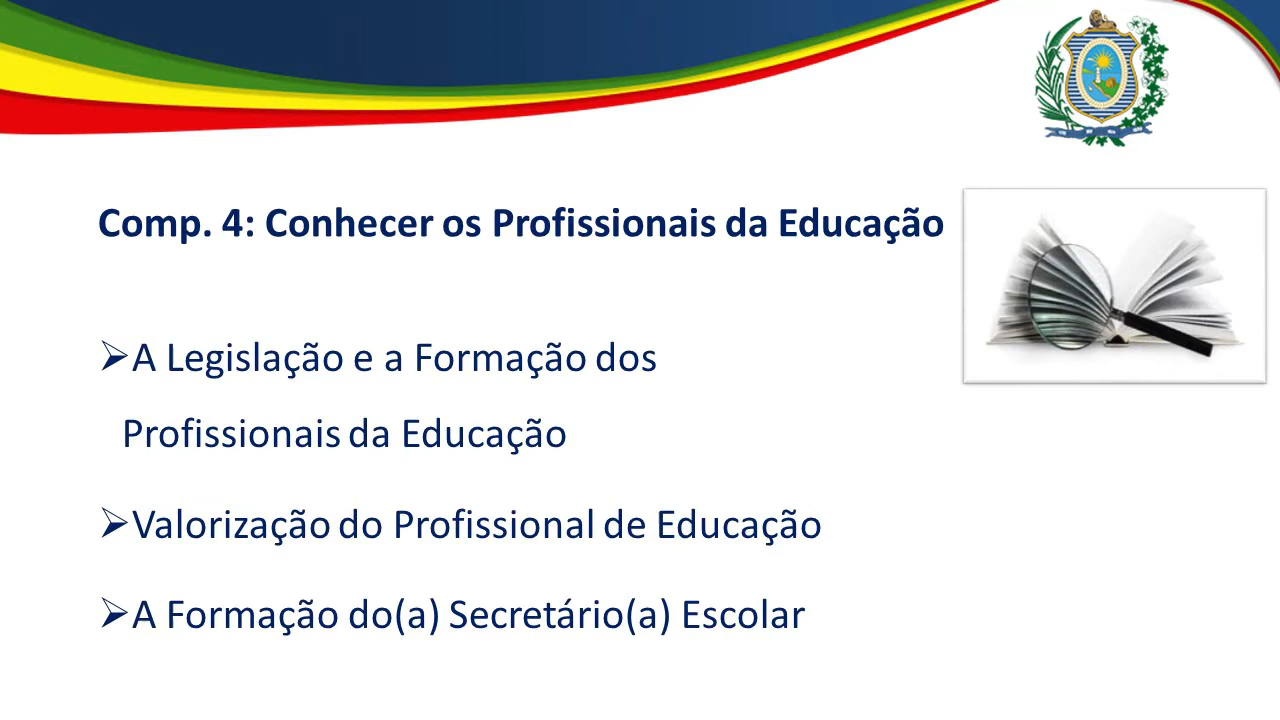 Comp. 4: Conhecer os Profissionais da Educação
➢A Legislação e a Formação dos
Profissionais da Educação
➢Valorização do Profissional de Educação
➢A Formação do(a) Secretário(a) Escolar